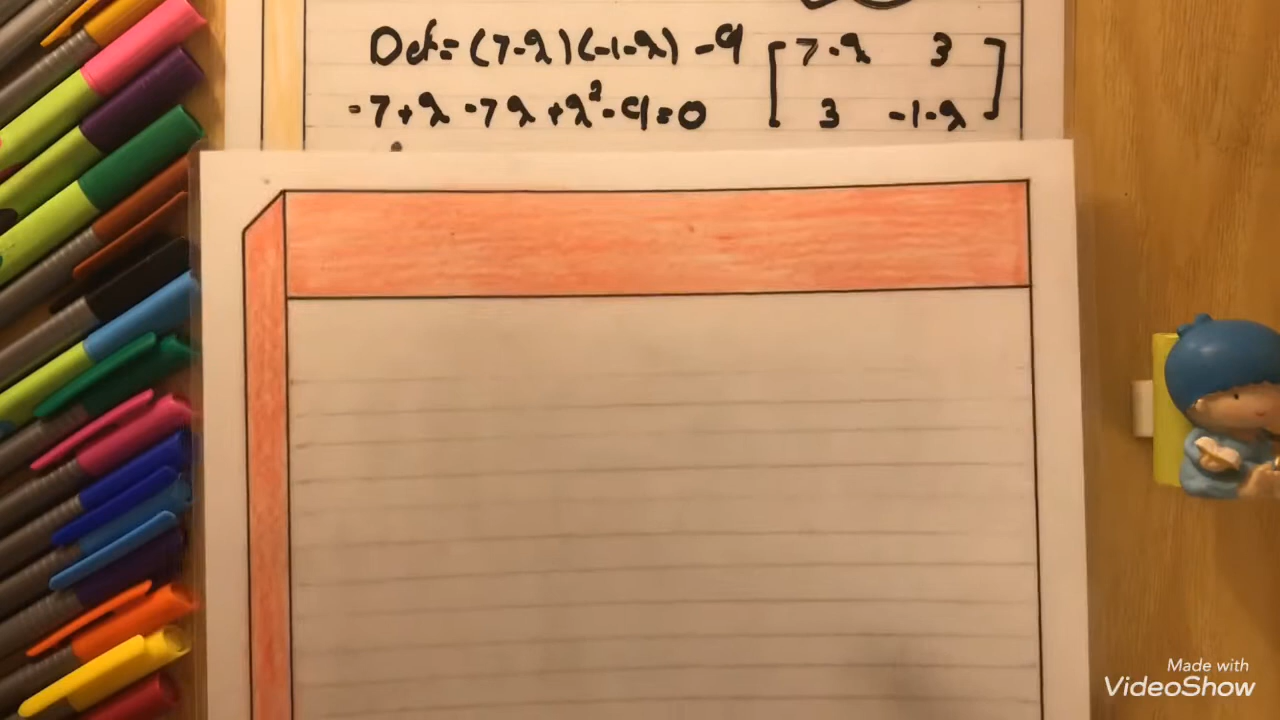 Det = (7-λ)(-1-λ) - 9
[ 7-λ 3
3 -1-λ ]
-7+λ -7λ +λ² -9=0
Made with
VideoShow